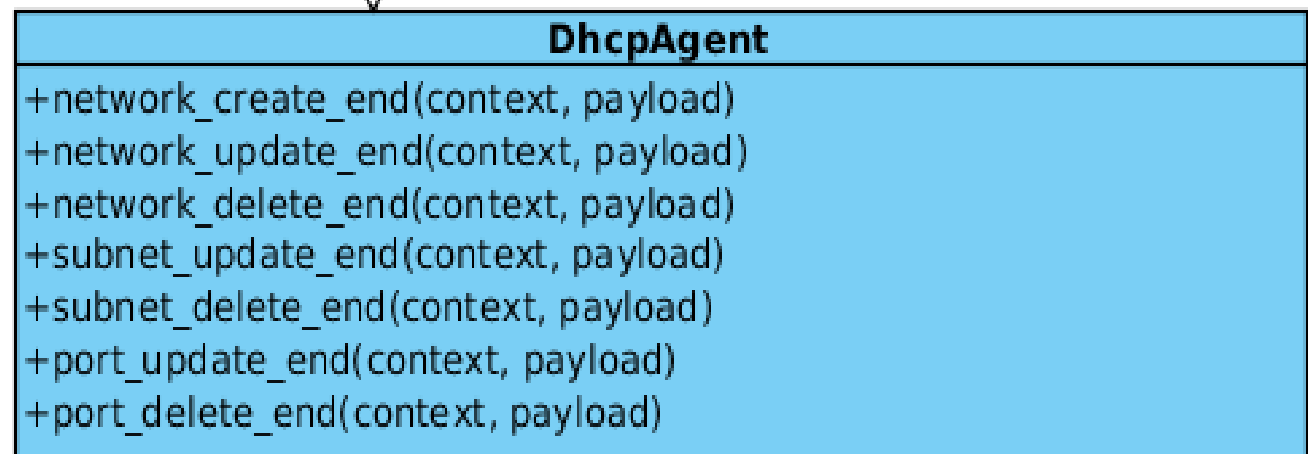 DhcpAgent
+network_create_end(context, payload)
+network_update_end(context, payload)
+network_delete_end(context, payload)
+subnet_update_end(context, payload)
+subnet_delete_end(context, payload)
+port_update_end(context, payload)
+port_delete_end(context, payload)